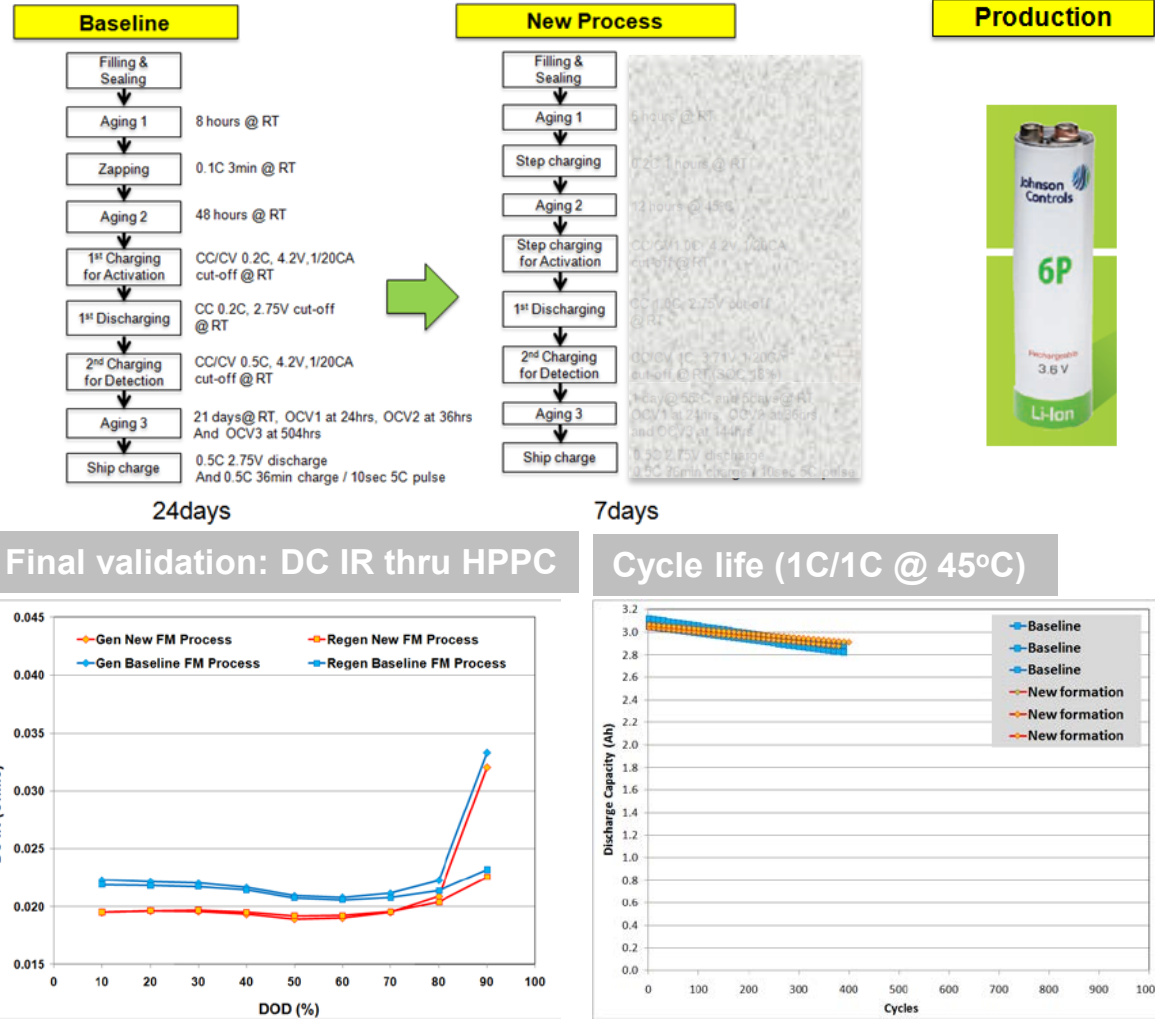 Baseline
New Process
Production
Filling &
Sealing
Aging 1
8 hours @ RT
Zapping
0.1C 3min @ RT
Aging 2
48 hours @ RT
1st Charging
for Activation
CC/CV 0.2C, 4.2V,1/20CA
cut-off @ RT
1st Discharging
CC 0.2C, 2.75V cut-off
@ RT
2nd Charging
for Detection
CC/CV 0.5C, 4.2V,1/20CA
cut-off @ RT
Aging 3
21 days@ RT, OCV1 at 24hrs, OCV2 at 36hrs
And OCV3 at 504hrs
Ship charge
0.5C 2.75V discharge
And 0.5C 36min charge / 10sec 5C pulse
24days
Filling &
Sealing
Aging 1
Step charging
Aging 2
Step charging
for Activation
1st Discharging
2nd Charging
for Detection
Aging 3
Ship charge
7days
Johnson
Controls
6P
Rechargeable
3.6 V
Li-Ion
Final validation: DC IR thru HPPC
Gen New FM Process
Regen New FM Process
Gen Baseline FM Process
Regen Baseline FM Process
0.045
0.040
0.035
0.030
0.025
0.020
0.015
0 10 20 30 40 50 60 70 80 90 100
DOD (%)
Cycle life (1C/1C @ 45oC)
Baseline
Baseline
Baseline
New formation
New formation
New formation
Discharge Capacity (Ah)
3.2
3.0
2.8
2.6
2.4
2.2
2.0
1.8
1.6
1.4
1.2
1.0
0.8
0.6
0.4
0.2
0.0
0 100 200 300 400 500 600 700 800 900 100
Cycles